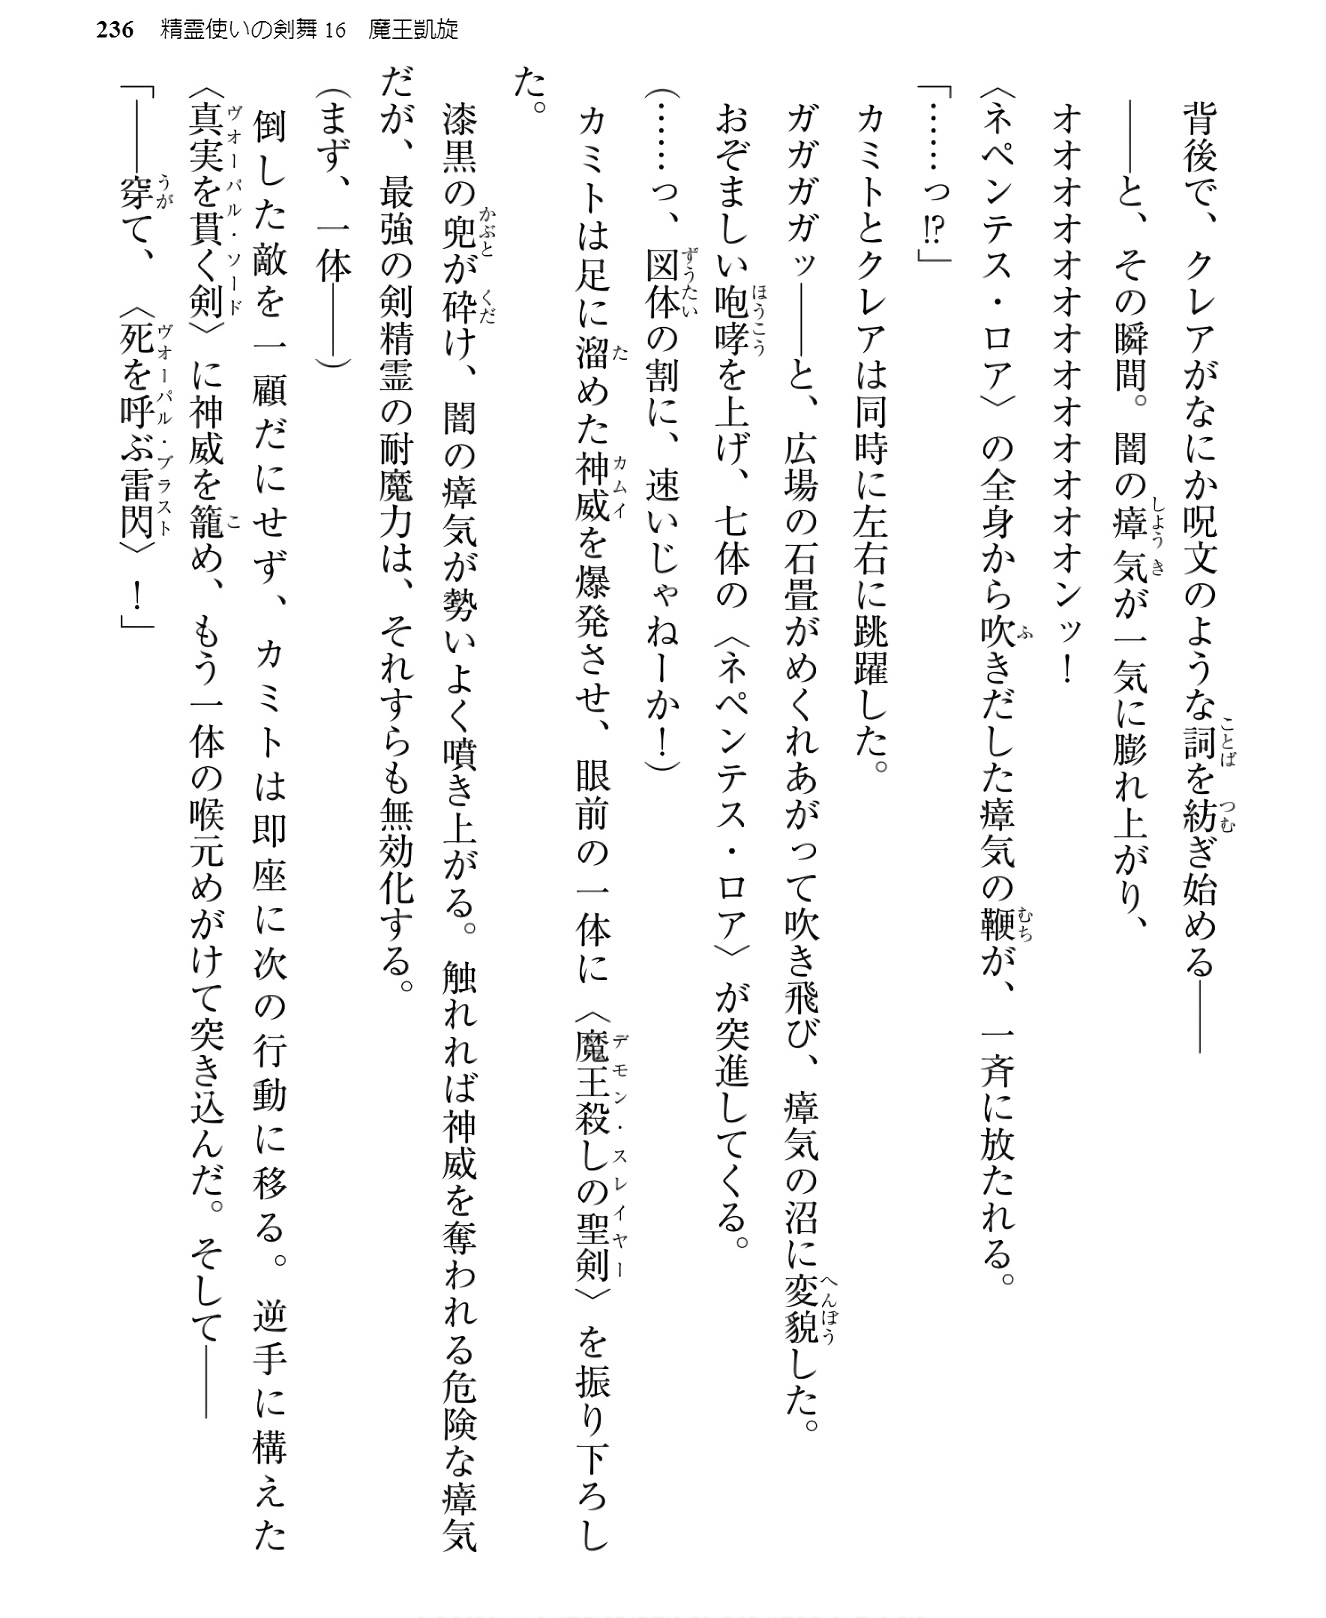 236 精霊使いの剣舞16 魔王凱旋
背後で、クレアがなにか呪文のような詞を紡ぎ始める――
――と、その瞬間。闇の瘴気が一気に膨れ上がり、
オオオオオオオオオオオオオンッ！
〈ネペンテス・ロア〉の全身から吹きだした瘴気の鞭が、一斉に放たれる。
「……っ!?」
カミトとクレアは同時に左右に跳躍した。
ガガガガッ――と、広場の石畳がめくれあがって吹き飛び、瘴気の沼に変貌した。
おぞましい咆哮を上げ、七体の〈ネペンテス・ロア〉が突進してくる。
（……っ、図体の割に、速いじゃねーか！）
カミトは足に溜めた神威を爆発させ、眼前の一体に〈魔王殺しの聖剣〉を振り下ろし
た。
漆黒の兜が砕け、闇の瘴気が勢いよく噴き上がる。触れれば神威を奪われる危険な瘴気
だが、最強の剣精霊の耐魔力は、それすらも無効化する。
（まず、一体――）
倒した敵を一顧だにせず、カミトは即座に次の行動に移る。逆手に構えた
〈真実を貫く剣〉に神威を籠め、もう一体の喉元めがけて突き込んだ。そして――
「――穿て、〈死を呼ぶ雷閃〉！」